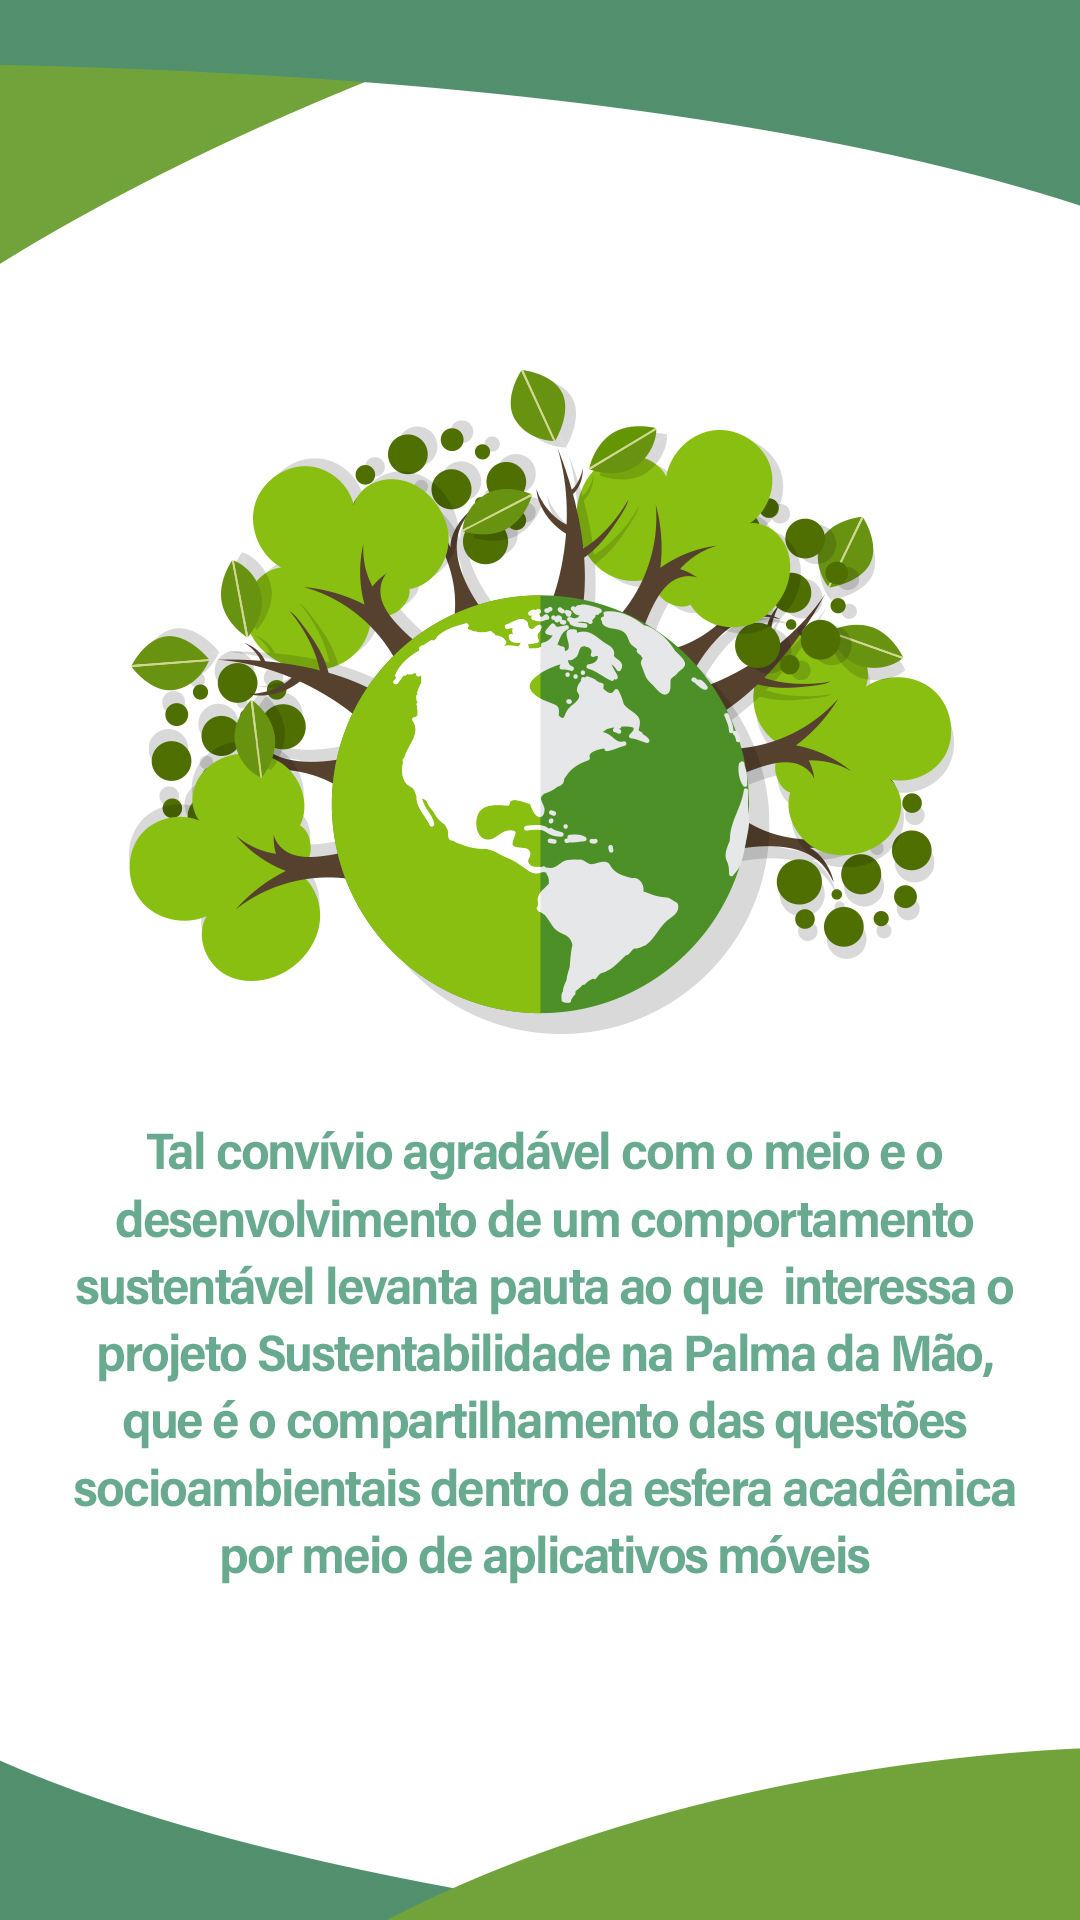 Tal convívio agradável com o meio e o
desenvolvimento de um comportamento
sustentável levanta pauta ao que  interessa o
projeto Sustentabilidade na Palma da Mão,
que é o compartilhamento das questões
socioambientais dentro da esfera acadêmica
por meio de aplicativos móveis